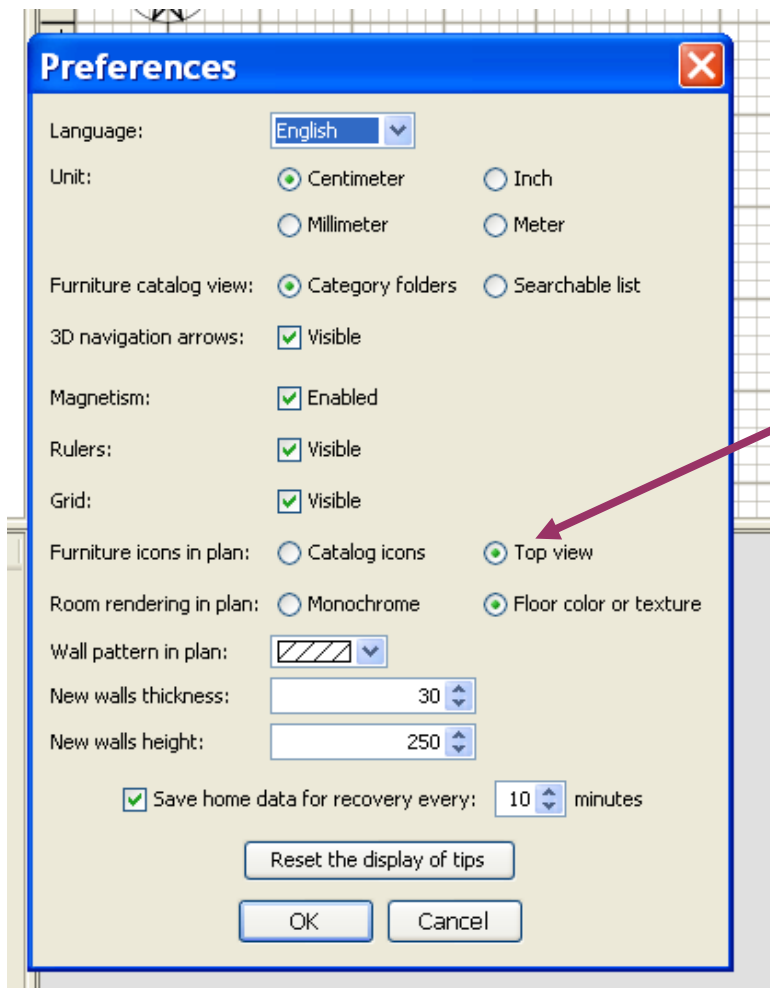 Preferences
Language: English
Unit: Centimeter Inch
Millimeter Meter
Furniture catalog view: Category folders Searchable list
3D navigation arrows: Visible
Magnetism: Enabled
Rulers: Visible
Grid: Visible
Furniture icons in plan: Catalog icons Top view
Room rendering in plan: Monochrome Floor color or texture
Wall pattern in plan:
New walls thickness: 30
New walls height: 250
Save home data for recovery every: 10 minutes
Reset the display of tips
OK Cancel